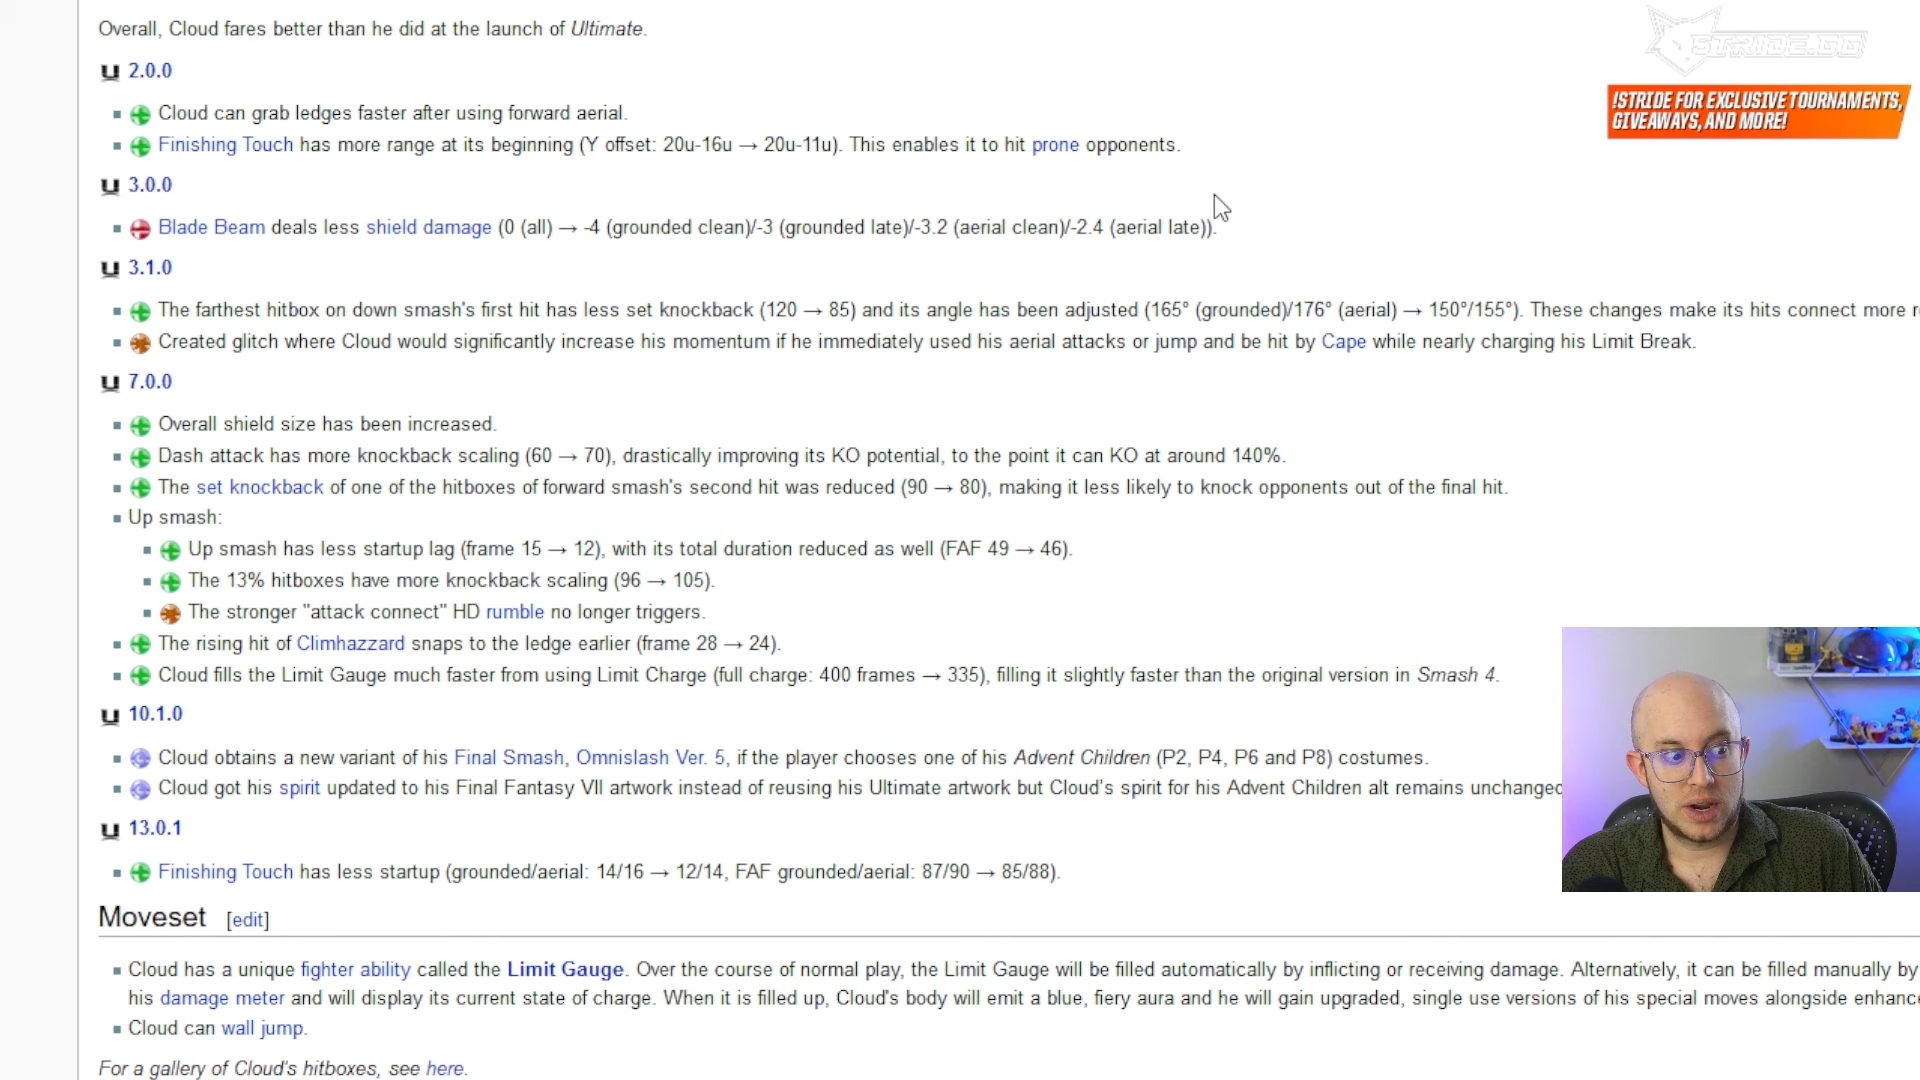 Overall, Cloud fares better than he did at the launch of Ultimate.
STRIDE.GG
!STRIDE FOR EXCLUSIVE TOURNAMENTS,
GIVEAWAYS, AND MORE!
2.0.0
Cloud can grab ledges faster after using forward aerial.
Finishing Touch has more range at its beginning (Y offset: 20u-16u → 20u-11u). This enables it to hit prone opponents.
3.0.0
Blade Beam deals less shield damage (0 (all) → -4 (grounded clean)/-3 (grounded late)/-3.2 (aerial clean)/-2.4 (aerial late)).
3.1.0
The farthest hitbox on down smash's first hit has less set knockback (120 → 85) and its angle has been adjusted (165° (grounded)/176° (aerial) → 150°/155°). These changes make its hits connect more r
Created glitch where Cloud would significantly increase his momentum if he immediately used his aerial attacks or jump and be hit by Cape while nearly charging his Limit Break.
7.0.0
Overall shield size has been increased.
Dash attack has more knockback scaling (60 → 70), drastically improving its KO potential, to the point it can KO at around 140%.
The set knockback of one of the hitboxes of forward smash's second hit was reduced (90 → 80), making it less likely to knock opponents out of the final hit.
Up smash:
Up smash has less startup lag (frame 15 → 12), with its total duration reduced as well (FAF 49 → 46).
The 13% hitboxes have more knockback scaling (96 → 105).
The stronger "attack connect" HD rumble no longer triggers.
The rising hit of Climhazzard snaps to the ledge earlier (frame 28 → 24).
Cloud fills the Limit Gauge much faster from using Limit Charge (full charge: 400 frames → 335), filling it slightly faster than the original version in Smash 4.
10.1.0
Cloud obtains a new variant of his Final Smash, Omnislash Ver. 5, if the player chooses one of his Advent Children (P2, P4, P6 and P8) costumes.
Cloud got his spirit updated to his Final Fantasy VII artwork instead of reusing his Ultimate artwork but Cloud's spirit for his Advent Children alt remains unchanged
13.0.1
Finishing Touch has less startup (grounded/aerial: 14/16 → 12/14, FAF grounded/aerial: 87/90 → 85/88).
Moveset [edit]
Cloud has a unique fighter ability called the Limit Gauge. Over the course of normal play, the Limit Gauge will be filled automatically by inflicting or receiving damage. Alternatively, it can be filled manually by
his damage meter and will display its current state of charge. When it is filled up, Cloud's body will emit a blue, fiery aura and he will gain upgraded, single use versions of his special moves alongside enhance
Cloud can wall jump.
For a gallery of Cloud's hitboxes, see here.